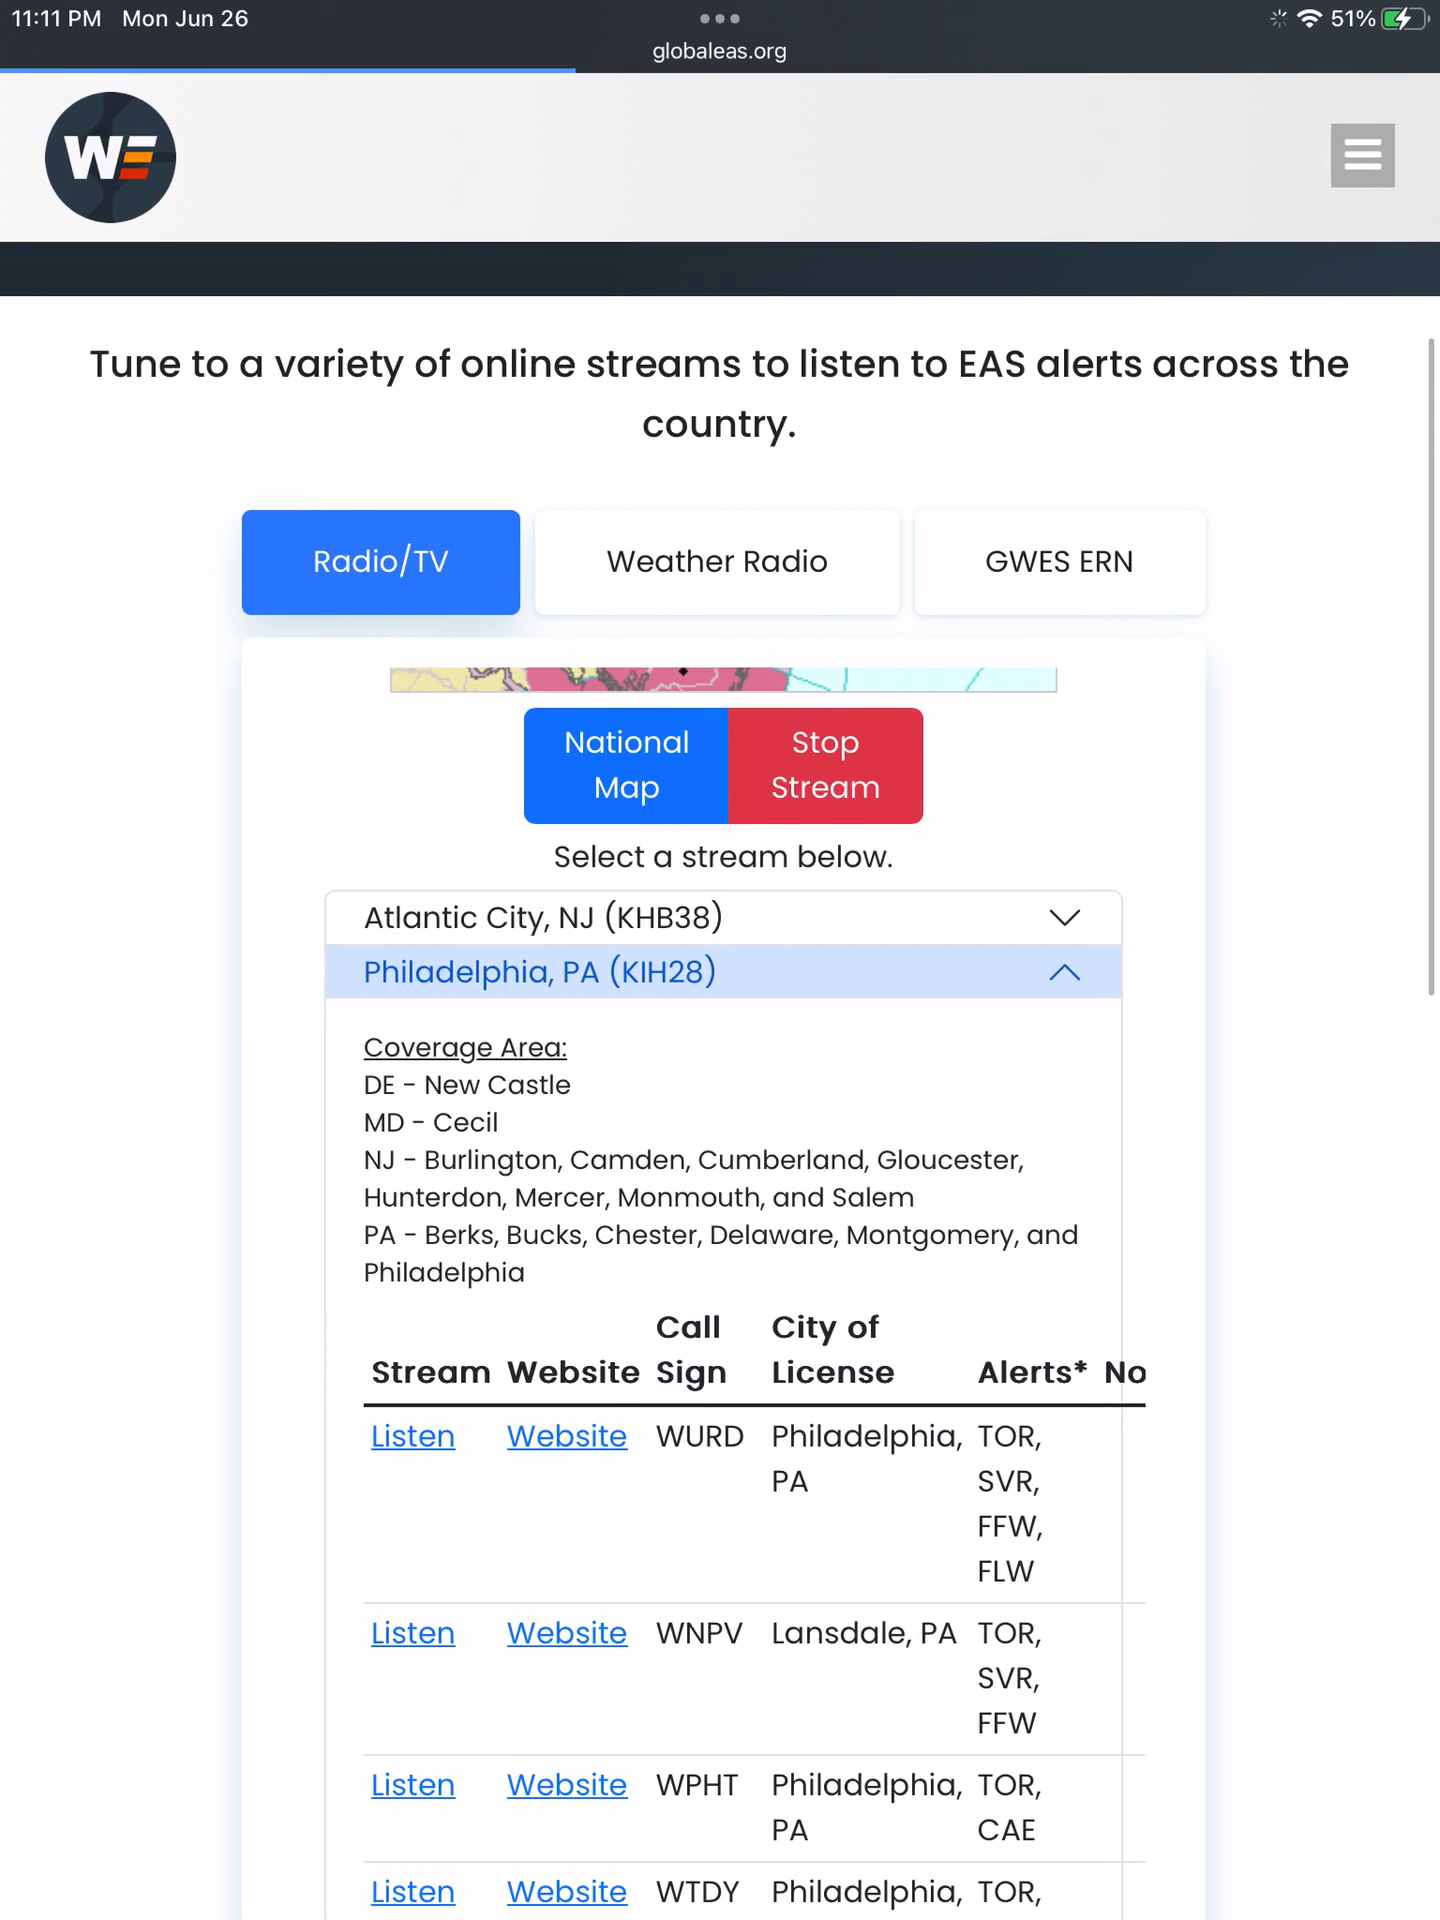 11:11 PM Mon Jun 26
51%
globaleas.org
WE
Tune to a variety of online streams to listen to EAS alerts across the
country.
Radio/TV
Weather Radio
GWES ERN
National
Map
Stop
Stream
Select a stream below.
Atlantic City, NJ (KHB38)
Philadelphia, PA (KIH28)
Coverage Area:
DE - New Castle
MD - Cecil
NJ - Burlington, Camden, Cumberland, Gloucester,
Hunterdon, Mercer, Monmouth, and Salem
PA - Berks, Bucks, Chester, Delaware, Montgomery, and
Philadelphia
Call City of
Stream Website Sign License Alerts* No
Listen Website WURD Philadelphia, TOR,
PA SVR,
FFW,
FLW
Listen Website WNPV Lansdale, PA TOR,
SVR,
FFW
Listen Website WPHT Philadelphia, TOR,
PA CAE
Listen Website WTDY Philadelphia, TOR,